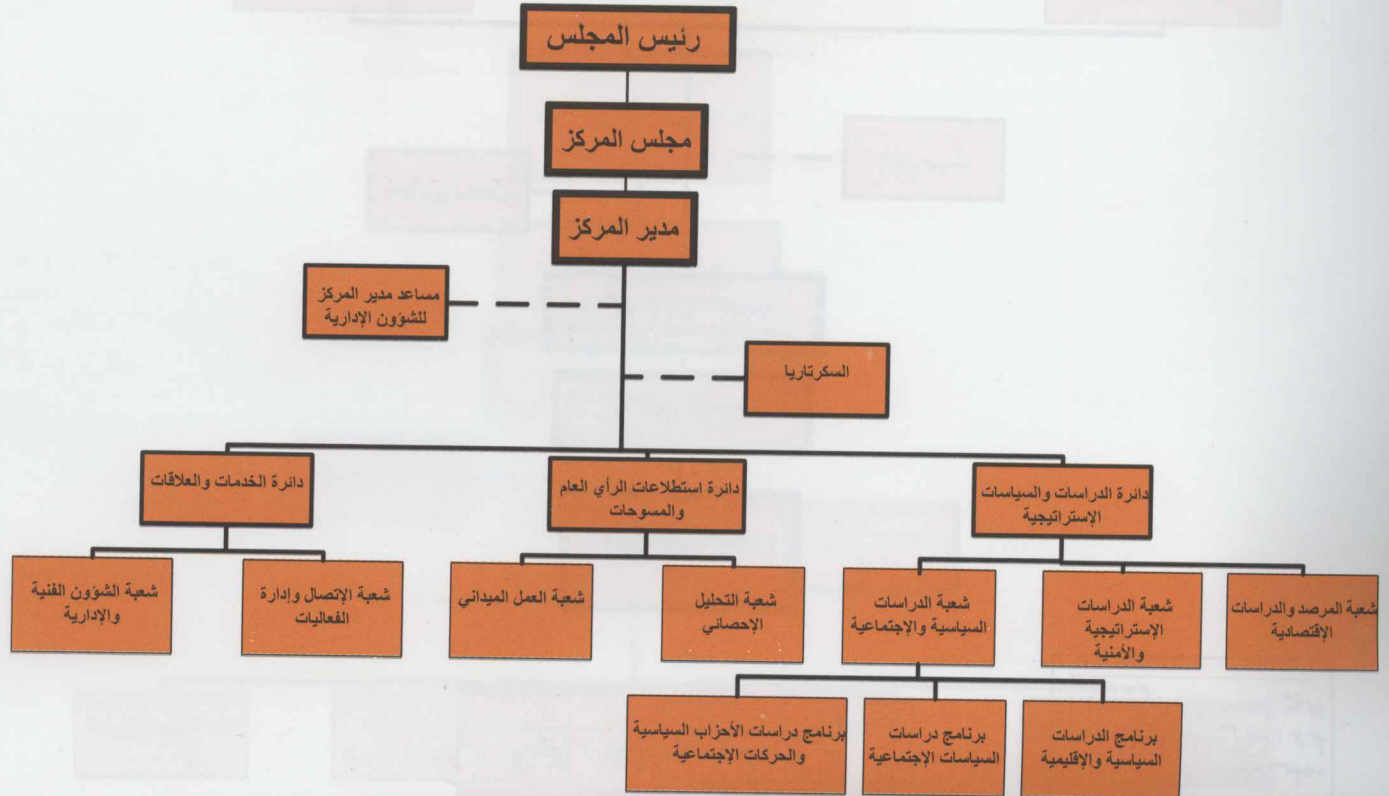 رئيس المجلس
مجلس المركز
مدير المركز
مساعد مدير المركز
للشؤون الإدارية
السكرتاريا
دائرة الدراسات والسياسات
الإستراتيجية
دائرة استطلاعات الرأي العام
والمسوحات
دائرة الخدمات والعلاقات
شعبة المرصد والدراسات
الإقتصادية
شعبة الدراسات
الإستراتيجية
والأمنية
شعبة الدراسات
السياسية والإجتماعية
شعبة التحليل
الإحصائي
شعبة العمل الميداني
شعبة الإتصال وإدارة
الفعاليات
شعبة الشؤون الفنية
والإدارية
برنامج الدراسات
السياسية والإقليمية
برنامج دراسات
السياسات الإجتماعية
برنامج دراسات الأحزاب السياسية
والحركات الإجتماعية